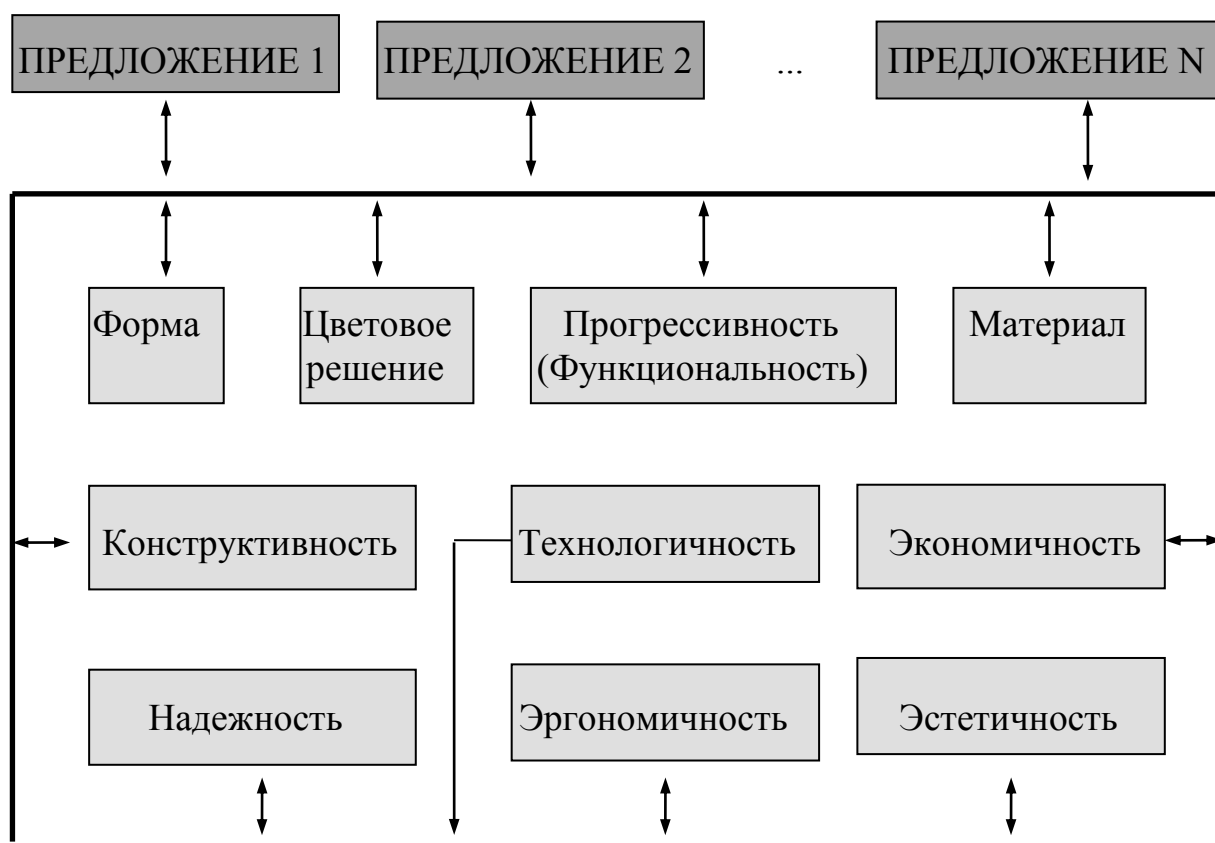 ПРЕДЛОЖЕНИЕ 1
ПРЕДЛОЖЕНИЕ 2
...
ПРЕДЛОЖЕНИЕ N
Форма
Цветовое
решение
Прогрессивность
(Функциональность)
Материал
Конструктивность
Технологичность
Экономичность
Надежность
Эргономичность
Эстетичность